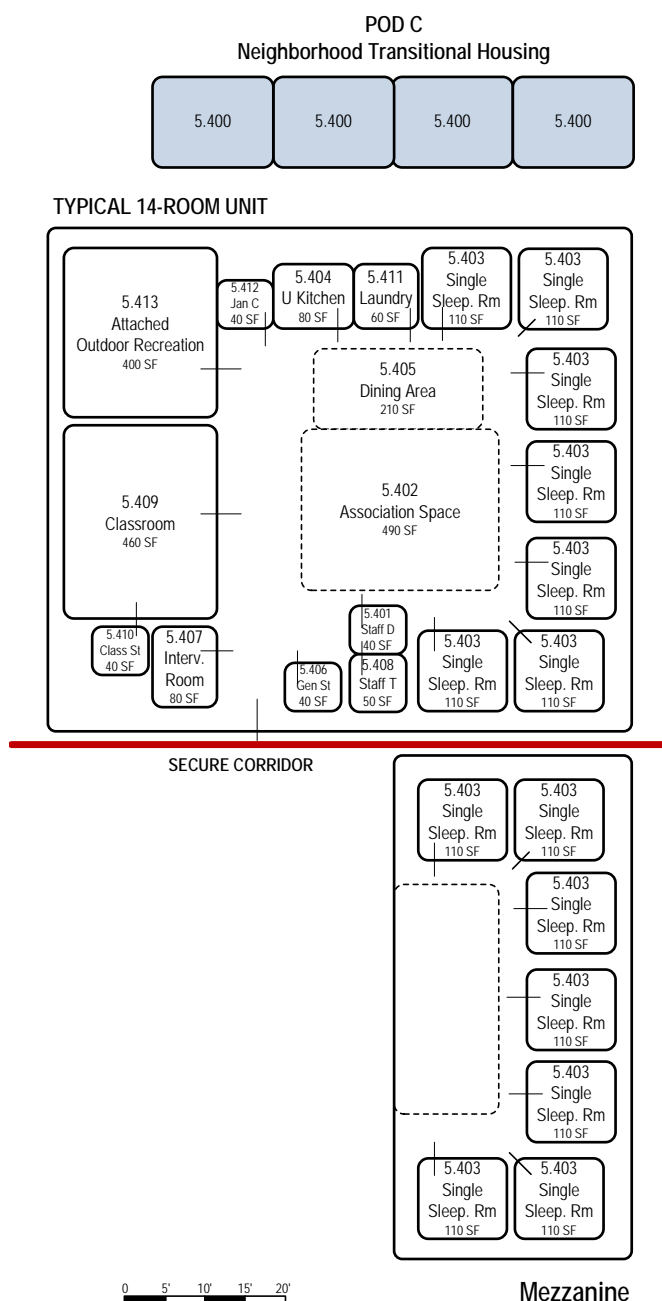 POD C
Neighborhood Transitional Housing
5.400
5.400
5.400
5.400
TYPICAL 14-ROOM UNIT
5.413
Attached
Outdoor Recreation
400 SF
5.412
Jan C
40 SF
5.404
U Kitchen
80 SF
5.411
Laundry
60 SF
5.403
Single
Sleep. Rm
110 SF
5.403
Single
Sleep. Rm
110 SF
5.405
Dining Area
210 SF
5.403
Single
Sleep. Rm
110 SF
5.409
Classroom
460 SF
5.402
Association Space
490 SF
5.403
Single
Sleep. Rm
110 SF
5.403
Single
Sleep. Rm
110 SF
5.410
Class St
40 SF
5.407
Interv.
Room
80 SF
5.406
Gen St
40 SF
5.401
Staff D
40 SF
5.408
Staff T
50 SF
5.403
Single
Sleep. Rm
110 SF
5.403
Single
Sleep. Rm
110 SF
SECURE CORRIDOR
5.403
Single
Sleep. Rm
110 SF
5.403
Single
Sleep. Rm
110 SF
5.403
Single
Sleep. Rm
110 SF
5.403
Single
Sleep. Rm
110 SF
5.403
Single
Sleep. Rm
110 SF
5.403
Single
Sleep. Rm
110 SF
5.403
Single
Sleep. Rm
110 SF
0 5' 10' 15' 20'
Mezzanine